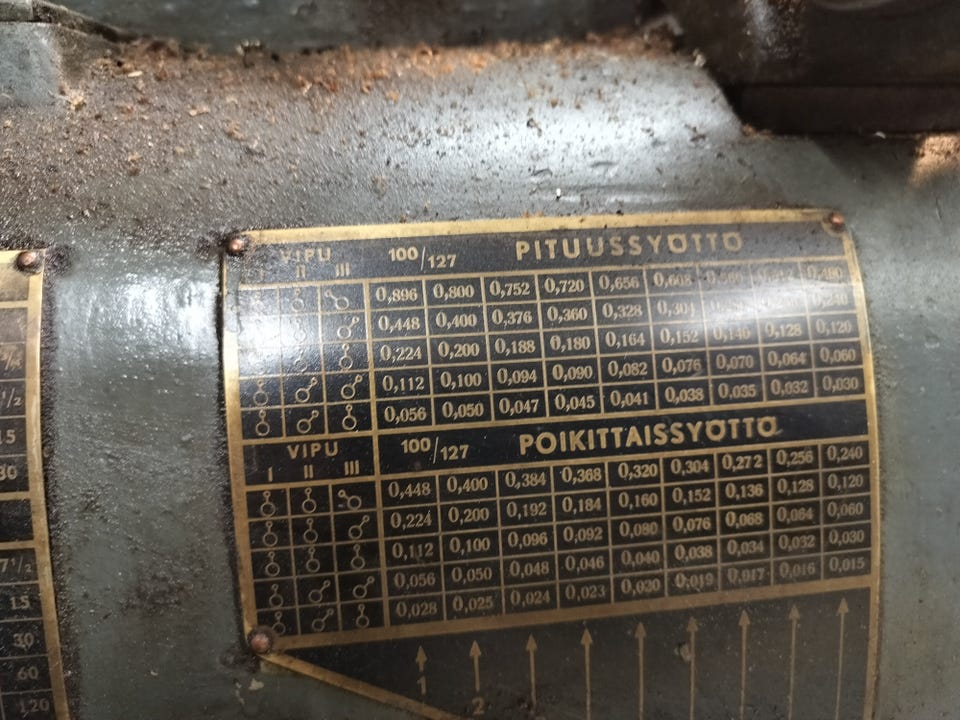 VIPU 100/127 PITUUSSYÖTTÖ
I II III
0,896 0,800 0,752 0,720 0,656 0,480
0,448 0,400 0,376 0,360 0,328 0,304 0,240
0,224 0,200 0,188 0,180 0,164 0,152 0,140 0,128 0,120
0,112 0,100 0,094 0,090 0,082 0,076 0,070 0,064 0,060
0,056 0,050 0,047 0,045 0,041 0,038 0,035 0,032 0,030
VIPU 100/127 POIKITTAISSYÖTTÖ
I II III
0,448 0,400 0,384 0,368 0,320 0,304 0,272 0,256 0,240
0,224 0,200 0,192 0,184 0,160 0,152 0,136 0,128 0,120
0,112 0,100 0,096 0,092 0,080 0,076 0,068 0,064 0,060
0,056 0,050 0,048 0,046 0,040 0,038 0,034 0,032 0,030
0,028 0,025 0,024 0,023 0,020 0,019 0,017 0,016 0,015
1
2
1/2
15
30
7 1/2
15
30
60
120